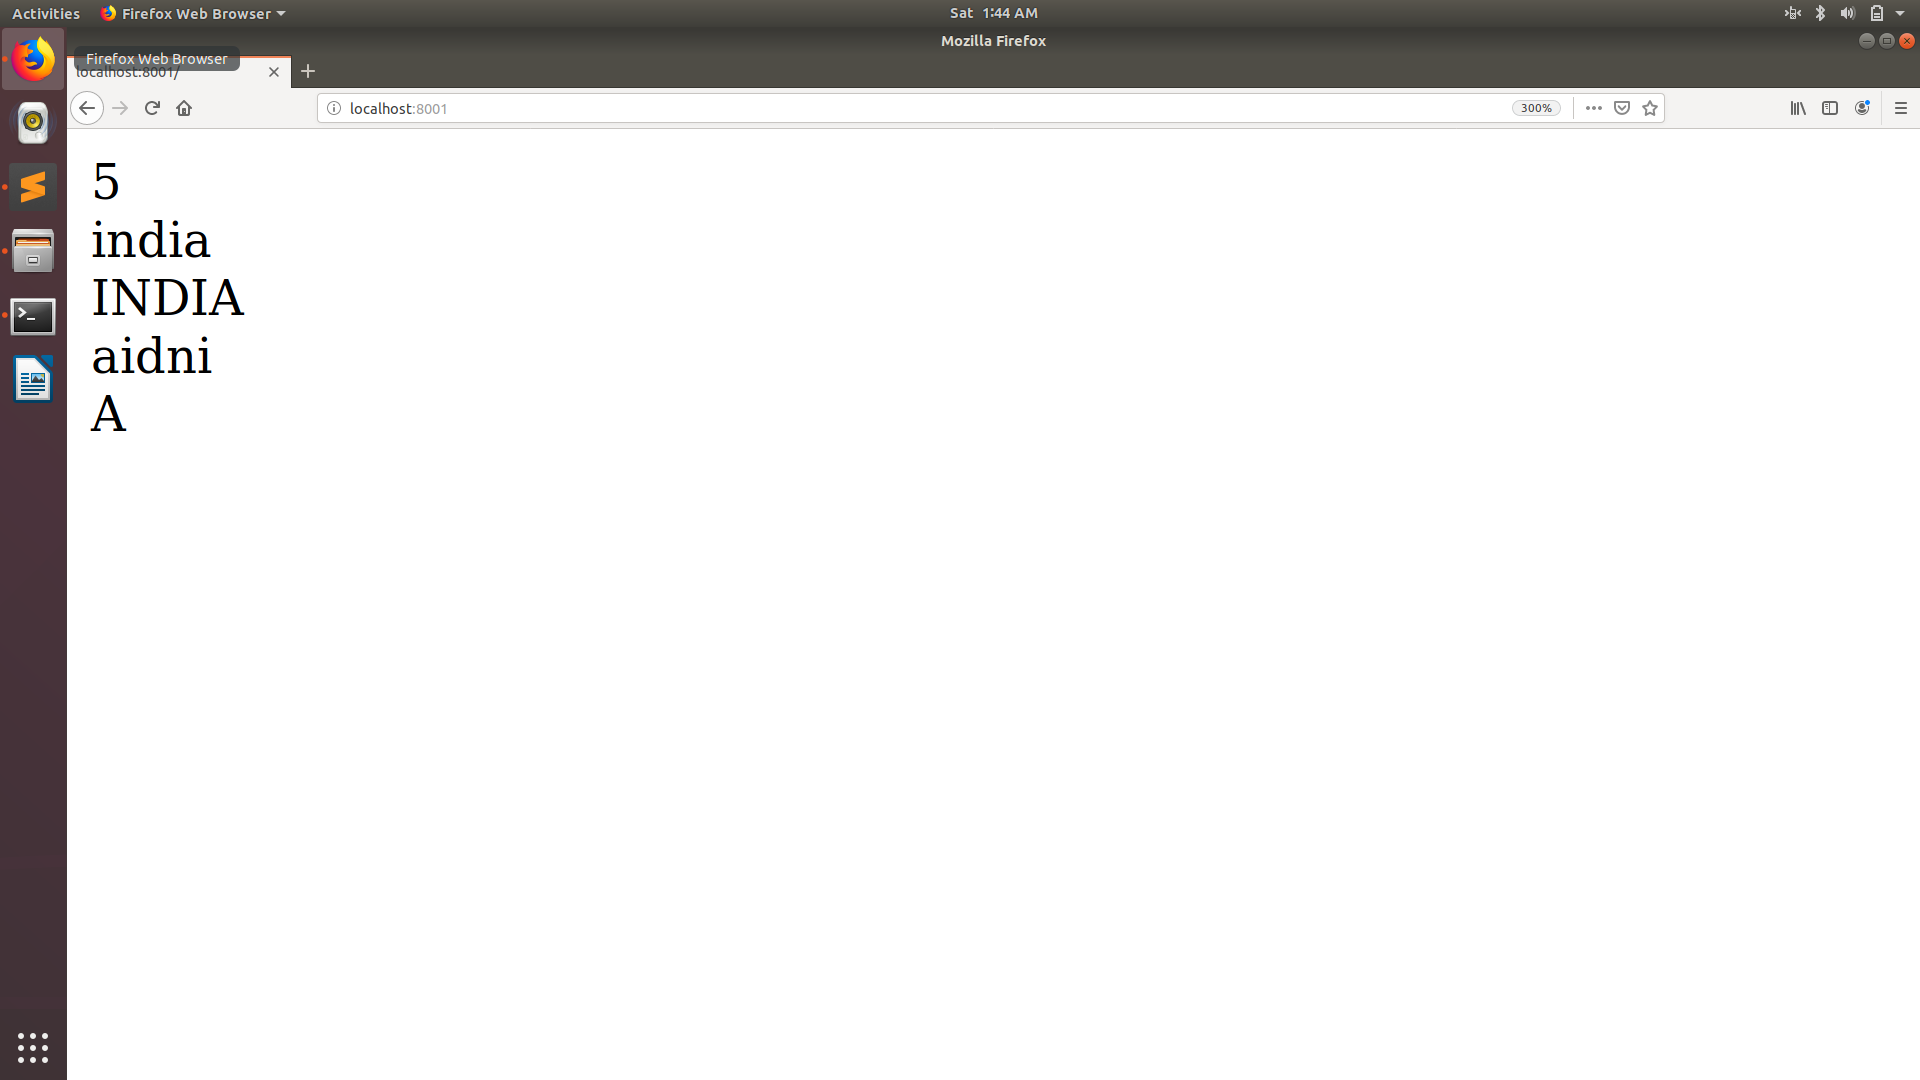 Activities Firefox Web Browser Sat 1:44 AM
Mozilla Firefox
Firefox Web Browser
localhost:8001/
localhost:8001 300%
5
india
INDIA
aidni
A